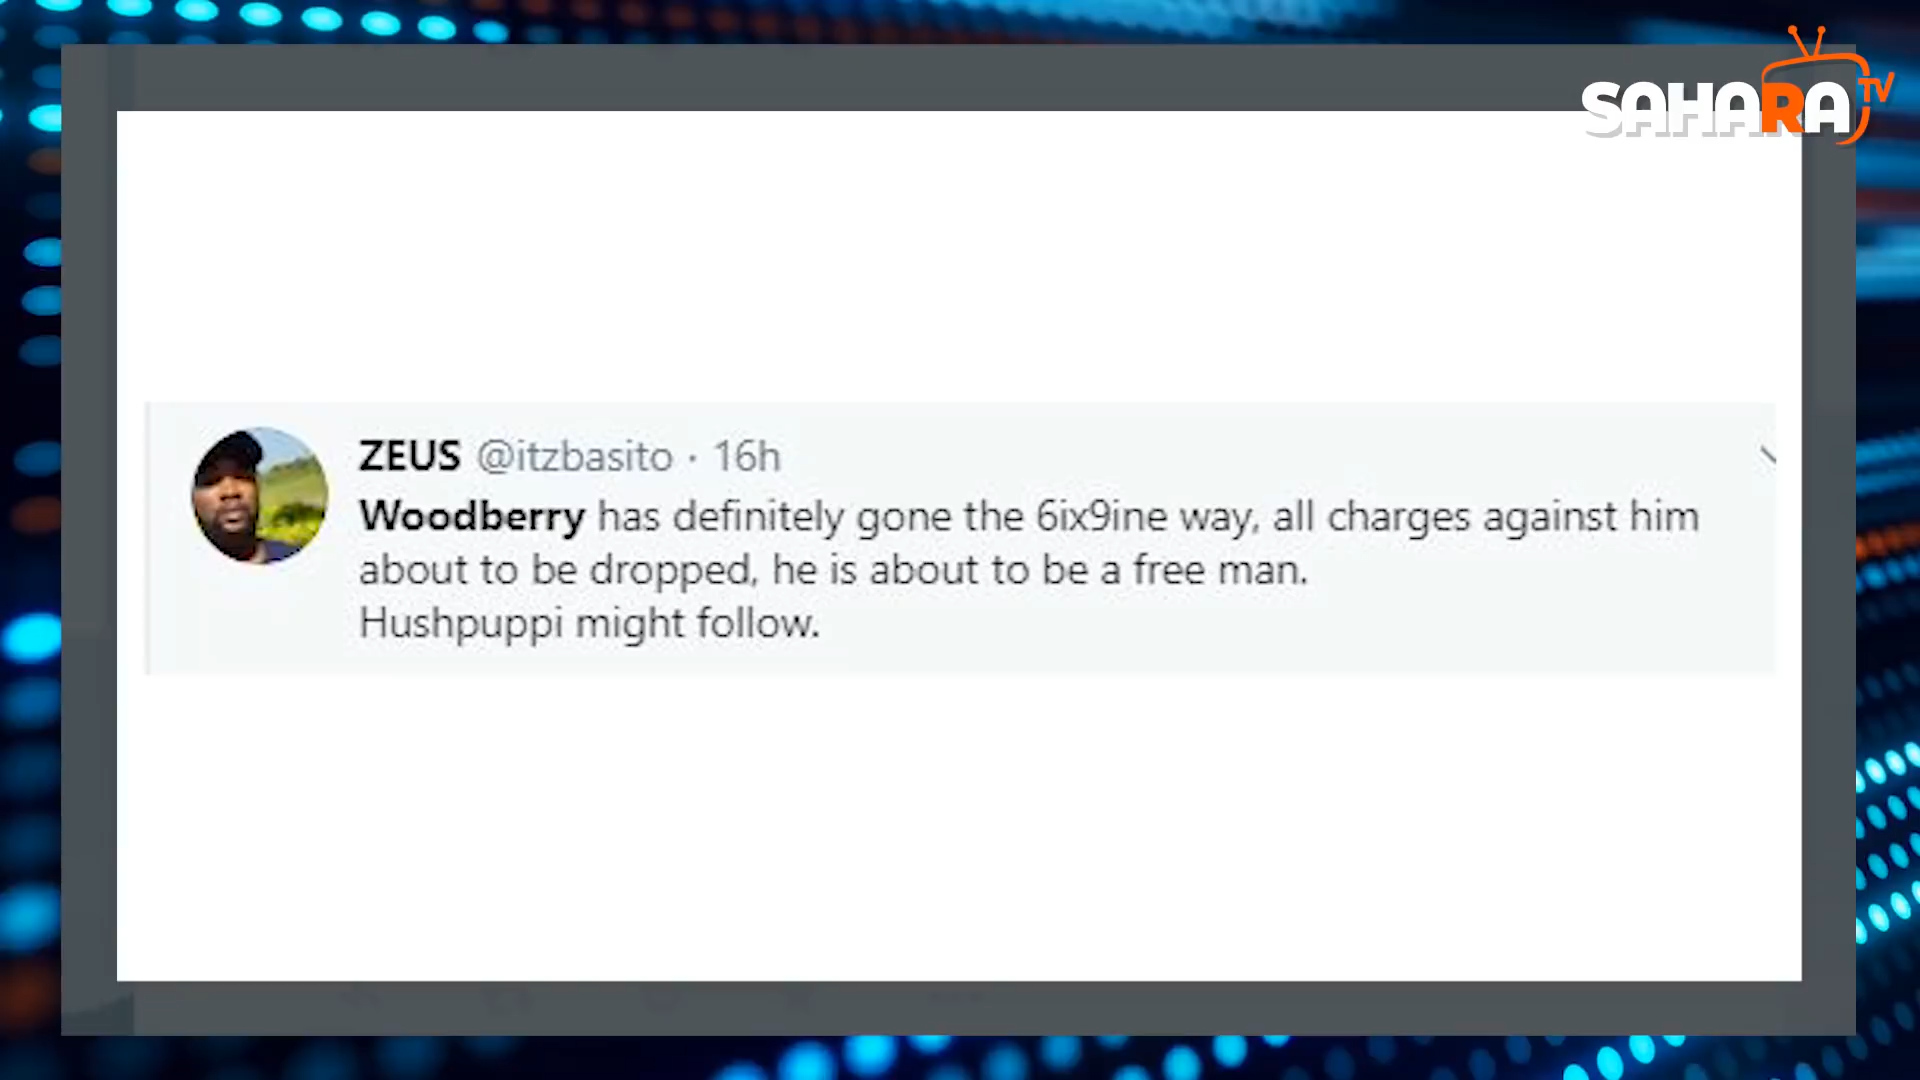 SAHARA TV
ZEUS @itzbasito · 16h
Woodberry has definitely gone the 6ix9ine way, all charges against him
about to be dropped, he is about to be a free man.
Hushpuppi might follow.